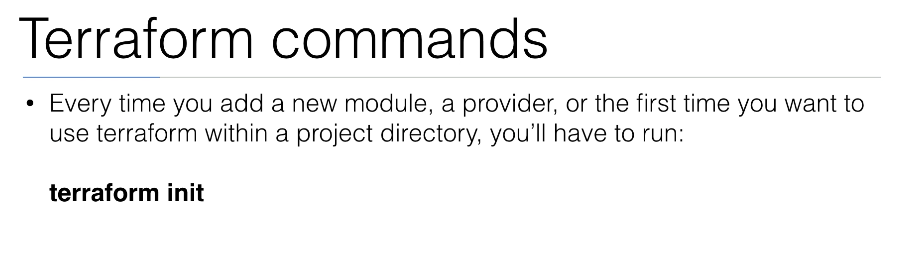 Terraform commands
• Every time you add a new module, a provider, or the first time you want to
use terraform within a project directory, you'll have to run:
terraform init